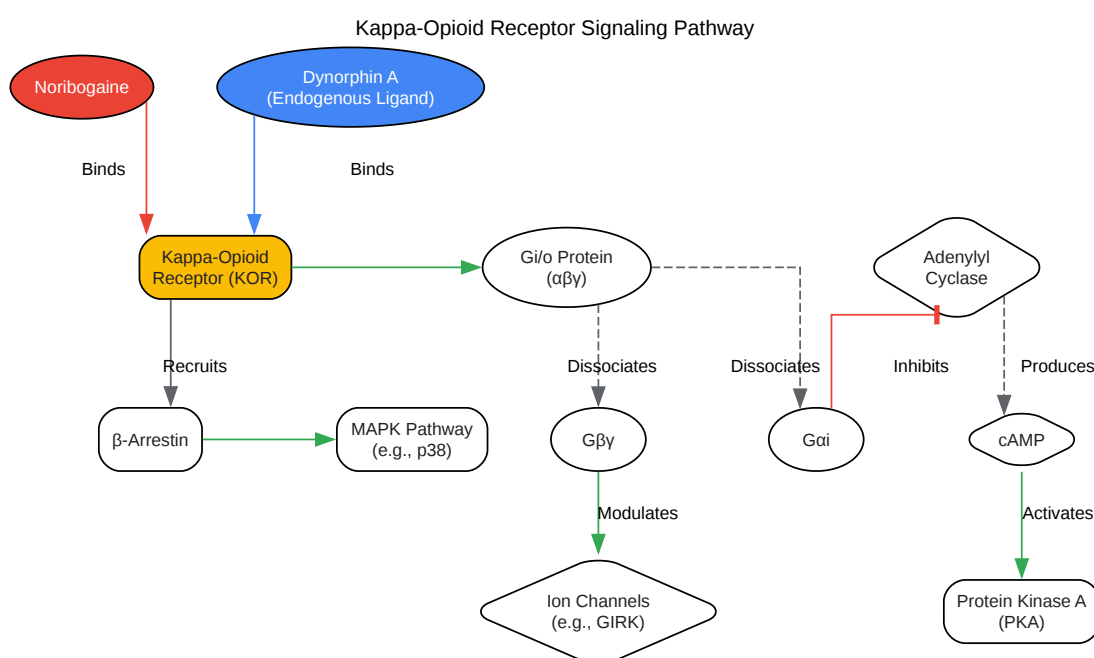 Kappa-Opioid Receptor Signaling Pathway
Noribogaine
Dynorphin A
(Endogenous Ligand)
Binds
Binds
Kappa-Opioid
Receptor (KOR)
Gi/o Protein
(αβγ)
Adenylyl
Cyclase
Recruits
Dissociates
Dissociates
Inhibits
Produces
β-Arrestin
MAPK Pathway
(e.g., p38)
Gβγ
Gαi
cAMP
Modulates
Activates
Ion Channels
(e.g., GIRK)
Protein Kinase A
(PKA)